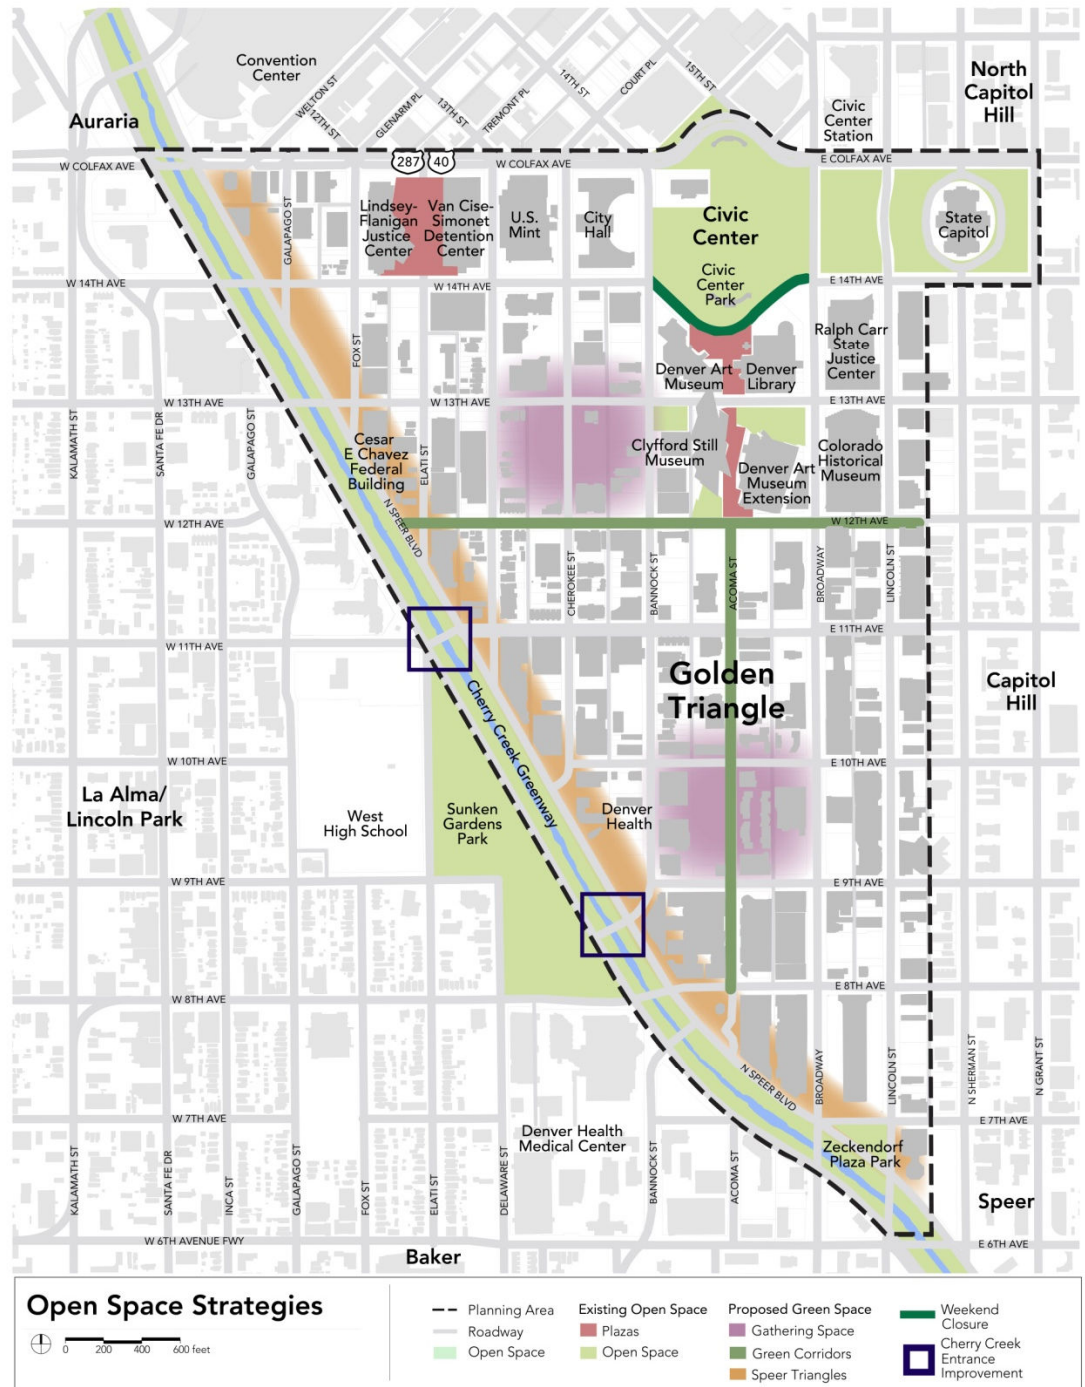 Convention
Center
WELTON ST
12TH ST
GLENARM PL
13TH ST
TREMONT PL
14TH ST
COURT PL
15TH ST
Civic
Center
Station
North
Capitol
Hill
Auraria
W COLFAX AVE
287
40
W COLFAX AVE
E COLFAX AVE
GALAPAGO ST
Lindsey-
Flanigan
Justice
Center
Van Cise-
Simonet
Detention
Center
U.S.
Mint
City
Hall
Civic
Center
State
Capitol
Civic
Center
Park
W 14TH AVE
W 14TH AVE
E 14TH AVE
FOX ST
Ralph Carr
State
Justice
Center
Denver Art
Museum
Denver
Library
W 13TH AVE
W 13TH AVE
E 13TH AVE
KALAMATH ST
SANTA FE DR
GALAPAGO ST
Cesar
E Chavez
Federal
Building
ELATI ST
Clyfford Still
Museum
Denver Art
Museum
Extension
Colorado
Historical
Museum
N SPEER BLVD
W 12TH AVE
W 12TH AVE
CHEROKEE ST
BANNOCK ST
ACOMA ST
BROADWAY
LINCOLN ST
W 11TH AVE
E 11TH AVE
Golden
Triangle
Capitol
Hill
Cherry Creek Greenway
W 10TH AVE
E 10TH AVE
La Alma/
Lincoln Park
West
High School
Sunken
Gardens
Park
Denver
Health
W 9TH AVE
E 9TH AVE
W 8TH AVE
E 8TH AVE
N SPEER BLVD
BROADWAY
LINCOLN ST
N SHERMAN ST
N GRANT ST
W 7TH AVE
E 7TH AVE
Denver Health
Medical Center
Zeckendorf
Plaza Park
KALAMATH ST
SANTA FE DR
INCA ST
GALAPAGO ST
FOX ST
ELATI ST
DELAWARE ST
BANNOCK ST
ACOMA ST
Speer
W 6TH AVENUE FWY
Baker
E 6TH AVE
Open Space Strategies
0 200 400 600 feet
Planning Area
Roadway
Open Space
Existing Open Space
Plazas
Open Space
Proposed Green Space
Gathering Space
Green Corridors
Speer Triangles
Weekend
Closure
Cherry Creek
Entrance
Improvement